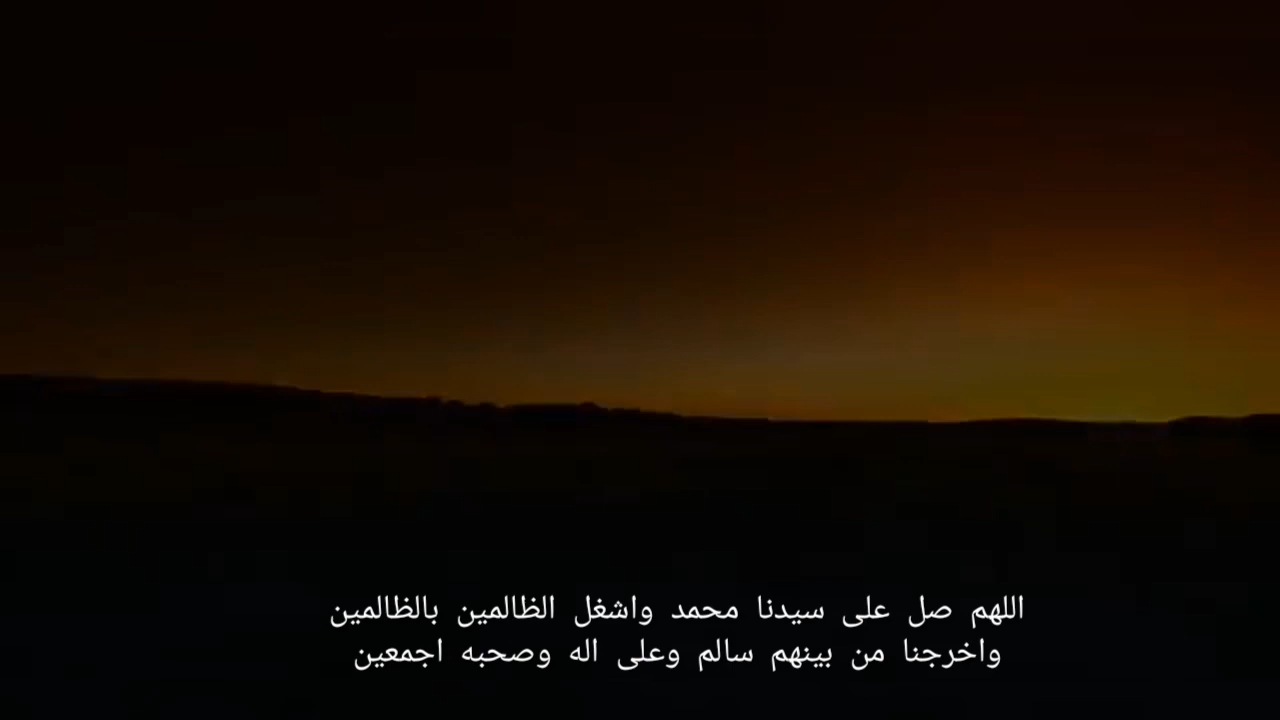 اللهم صل على سيدنا محمد واشغل الظالمين بالظالمين
واخرجنا من بينهم سالم وعلى اله وصحبه اجمعين